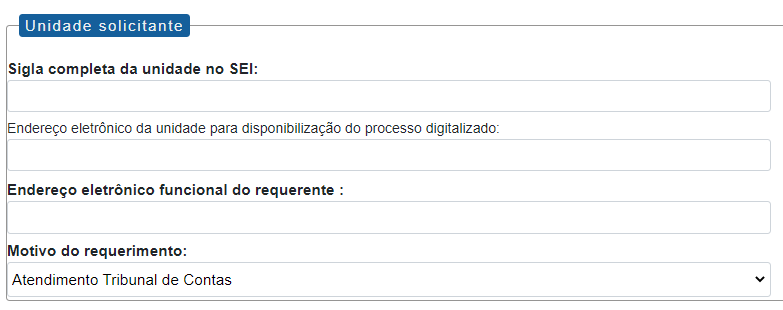 Unidade solicitante
Sigla completa da unidade no SEI:
Endereço eletrônico da unidade para disponibilização do processo digitalizado:
Endereço eletrônico funcional do requerente :
Motivo do requerimento:
Atendimento Tribunal de Contas